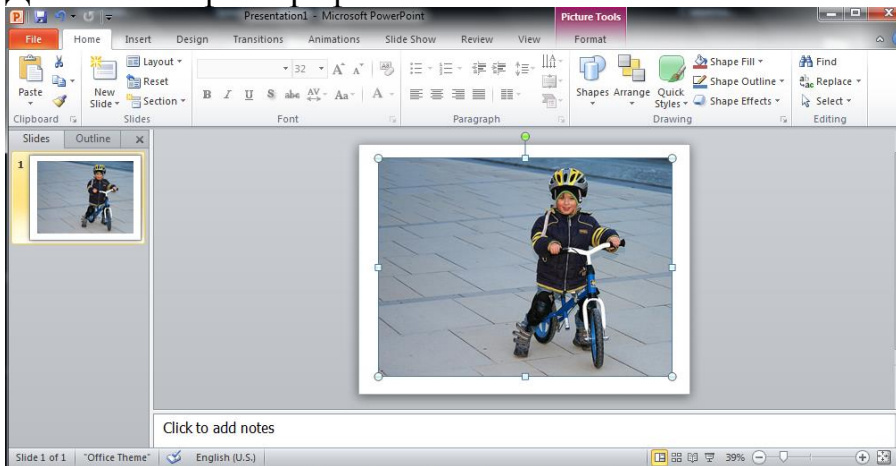 Presentation1 - Microsoft PowerPoint
Picture Tools
File Home Insert Design Transitions Animations Slide Show Review View Format
Paste
New
Slide
Layout
Reset
Section
32
A A
B I U S abc AV Aa A
Shapes Arrange Quick
Styles
Shape Fill
Shape Outline
Shape Effects
Find
Replace
Select
Clipboard Slides Font Paragraph Drawing Editing
Slides Outline
1
Click to add notes
Slide 1 of 1 "Office Theme" English (U.S.) 39%